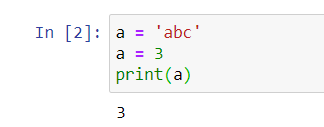 In [2]: a = 'abc'
a = 3
print(a)
3